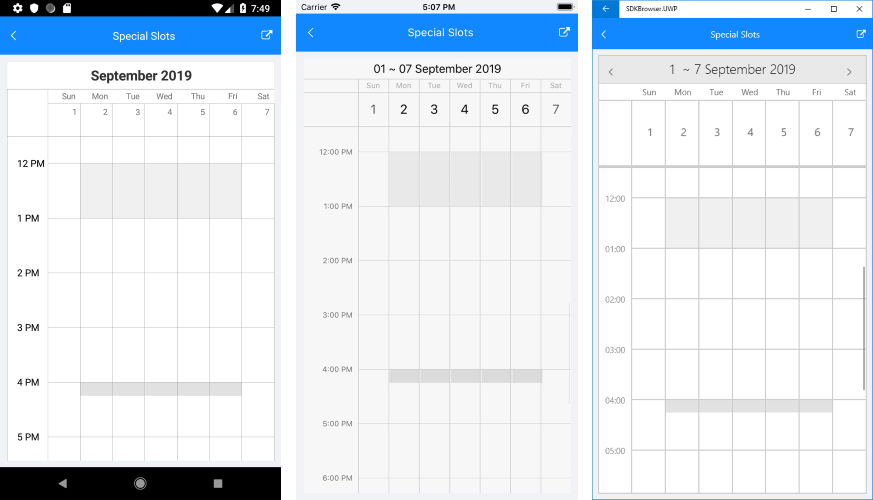 7:49
Special Slots
September 2019
Sun Mon Tue Wed Thu Fri Sat
1 2 3 4 5 6 7
12 PM
1 PM
2 PM
3 PM
4 PM
5 PM
Carrier 5:07 PM
Special Slots
01 ~ 07 September 2019
Sun Mon Tue Wed Thu Fri Sat
1 2 3 4 5 6 7
12:00 PM
1:00 PM
2:00 PM
3:00 PM
4:00 PM
5:00 PM
6:00 PM
SDKBrowser.UWP
Special Slots
1 ~ 7 September 2019
Sun Mon Tue Wed Thu Fri Sat
1 2 3 4 5 6 7
12:00
01:00
02:00
03:00
04:00
05:00